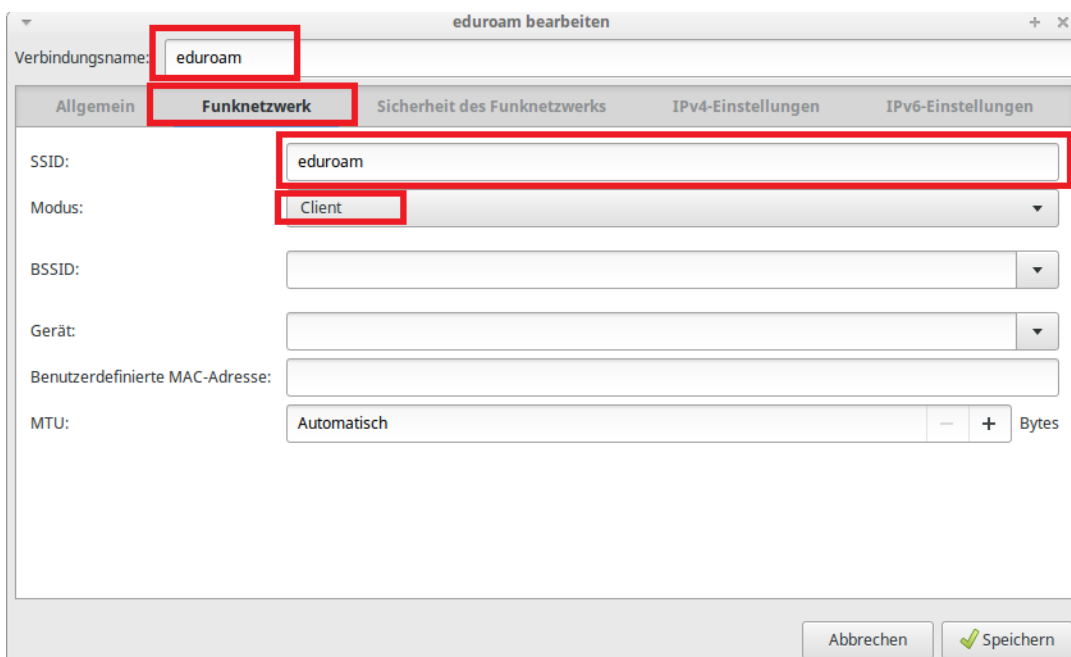 eduroam bearbeiten
Verbindungsname: eduroam
Allgemein Funknetzwerk Sicherheit des Funknetzwerks IPv4-Einstellungen IPv6-Einstellungen
SSID: eduroam
Modus: Client
BSSID:
Gerät:
Benutzerdefinierte MAC-Adresse:
MTU: Automatisch − + Bytes
Abbrechen Speichern